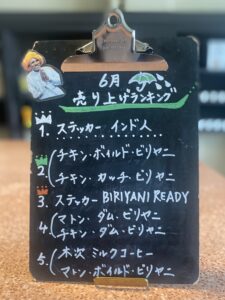 6月
売り上げランキング
1. ステッカー インド人
2. チキン・ボイルド・ビリヤニ
チキン・カッチ・ビリヤニ
3. ステッカー BIRIYANI READY
4. マトン・ダム・ビリヤニ
チキン・ダム・ビリヤニ
5. 木次 ミルクコーヒー
マトン・ボイルド・ビリヤニ